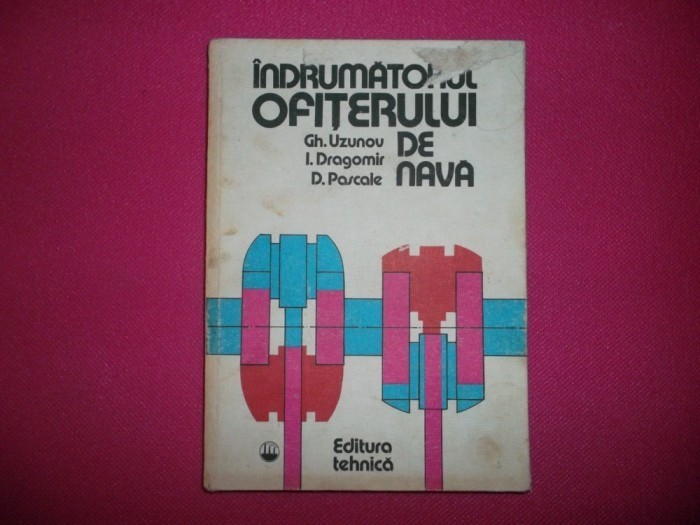 ÎNDRUMĂTORUL
OFIȚERULUI
Gh. Uzunov
I. Dragomir
D. Pascale
DE
NAVĂ
Editura
tehnică